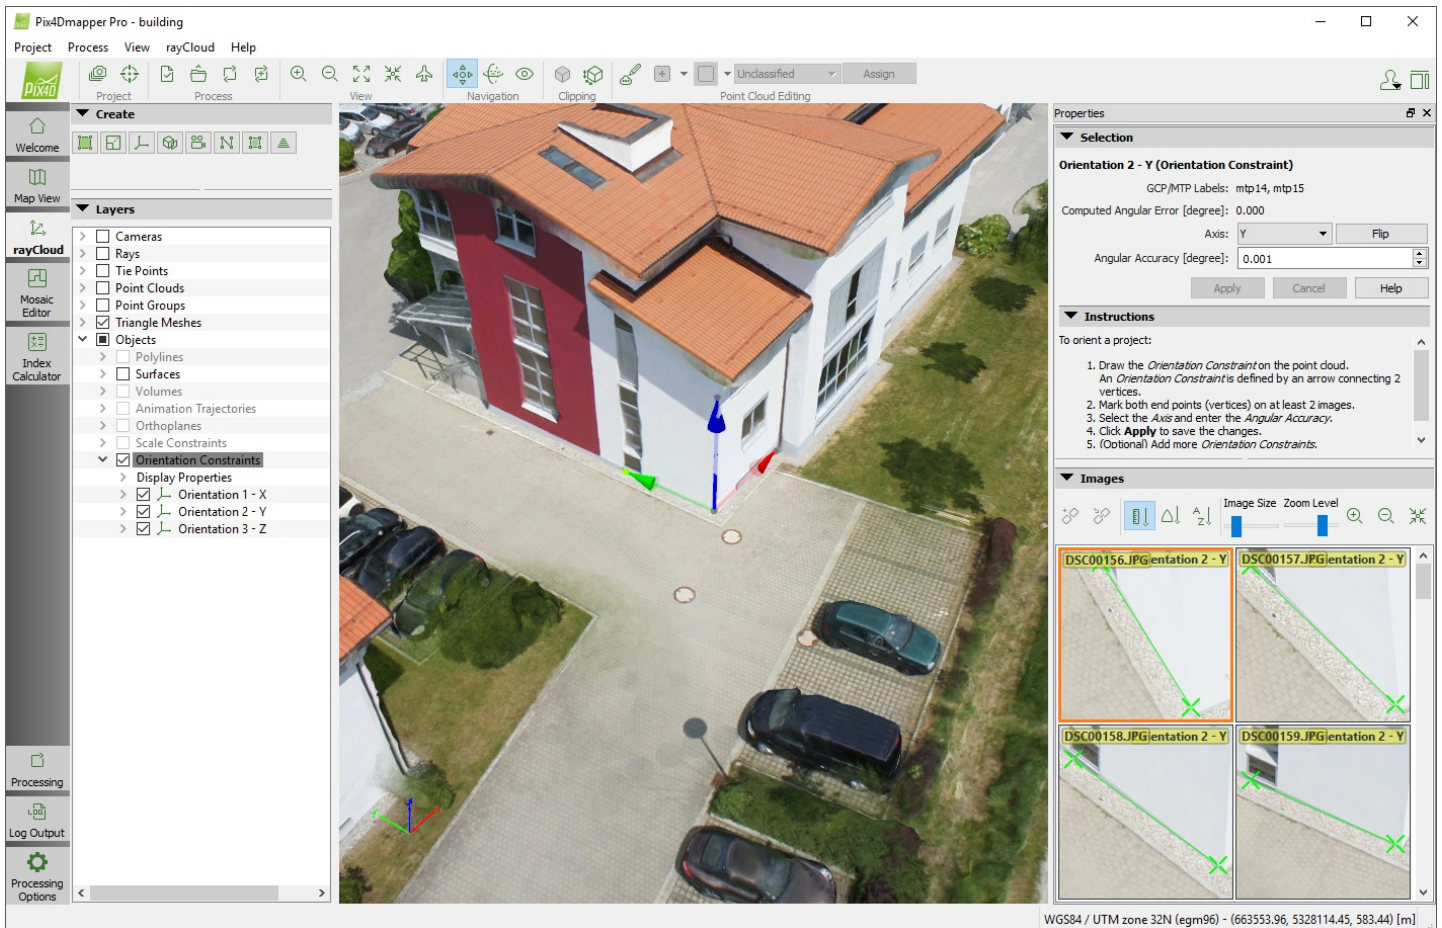 Pix4Dmapper Pro - building
Project Process View rayCloud Help
PIX4D
Unclassified Assign
Project Process View Navigation Clipping Point Cloud Editing
Welcome
Map View
rayCloud
Mosaic
Editor
Index
Calculator
Processing
Log Output
Processing
Options
Create
Layers
Cameras
Rays
Tie Points
Point Clouds
Point Groups
Triangle Meshes
Objects
Polylines
Surfaces
Volumes
Animation Trajectories
Orthoplanes
Scale Constraints
Orientation Constraints
Display Properties
Orientation 1 - X
Orientation 2 - Y
Orientation 3 - Z
Properties
Selection
Orientation 2 - Y (Orientation Constraint)
GCP/MTP Labels: mtp14, mtp15
Computed Angular Error [degree]: 0.000
Axis: Y Flip
Angular Accuracy [degree]: 0.001
Apply Cancel Help
Instructions
To orient a project:
1. Draw the Orientation Constraint on the point cloud.
An Orientation Constraint is defined by an arrow connecting 2
vertices.
2. Mark both end points (vertices) on at least 2 images.
3. Select the Axis and enter the Angular Accuracy.
4. Click Apply to save the changes.
5. (Optional) Add more Orientation Constraints.
Images
Image Size Zoom Level
DSC00156.JPG entation 2 - Y
DSC00157.JPG entation 2 - Y
DSC00158.JPG entation 2 - Y
DSC00159.JPG entation 2 - Y
WGS84 / UTM zone 32N (egm96) - (663553.96, 5328114.45, 583.44) [m]